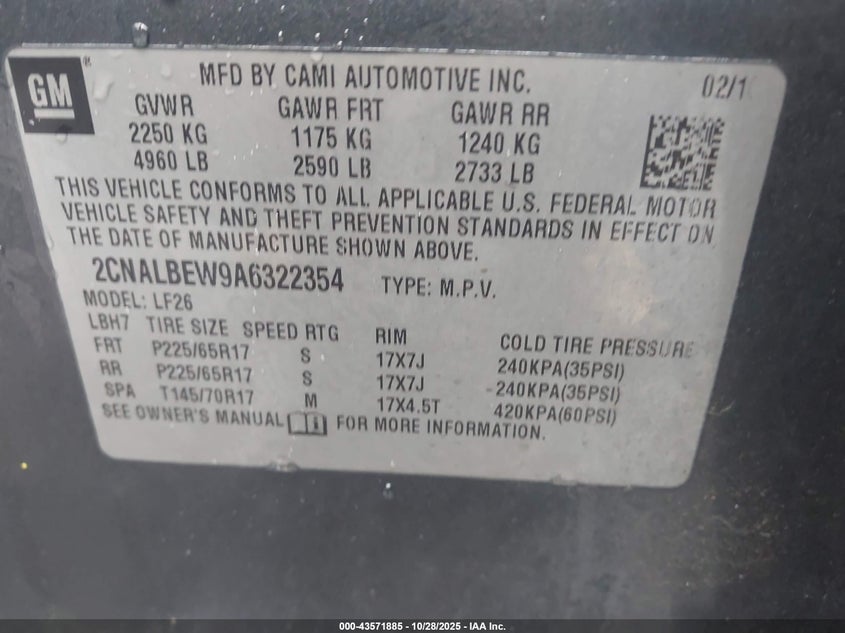 GM®
MFD BY CAMI AUTOMOTIVE INC. 02/1
GVWR GAWR FRT GAWR RR
2250 KG 1175 KG 1240 KG
4960 LB 2590 LB 2733 LB
THIS VEHICLE CONFORMS TO ALL APPLICABLE U.S. FEDERAL MOTOR
VEHICLE SAFETY AND THEFT PREVENTION STANDARDS IN EFFECT ON
THE DATE OF MANUFACTURE SHOWN ABOVE.
2CNALBEW9A6322354 TYPE: M.P.V.
MODEL: LF26
LBH7 TIRE SIZE SPEED RTG RIM COLD TIRE PRESSURE
FRT P225/65R17 S 17X7J 240KPA(35PSI)
RR P225/65R17 S 17X7J 240KPA(35PSI)
SPA T145/70R17 M 17X4.5T 420KPA(60PSI)
SEE OWNER'S MANUAL FOR MORE INFORMATION.
000-43571885 | 10/28/2025 - IAA Inc.